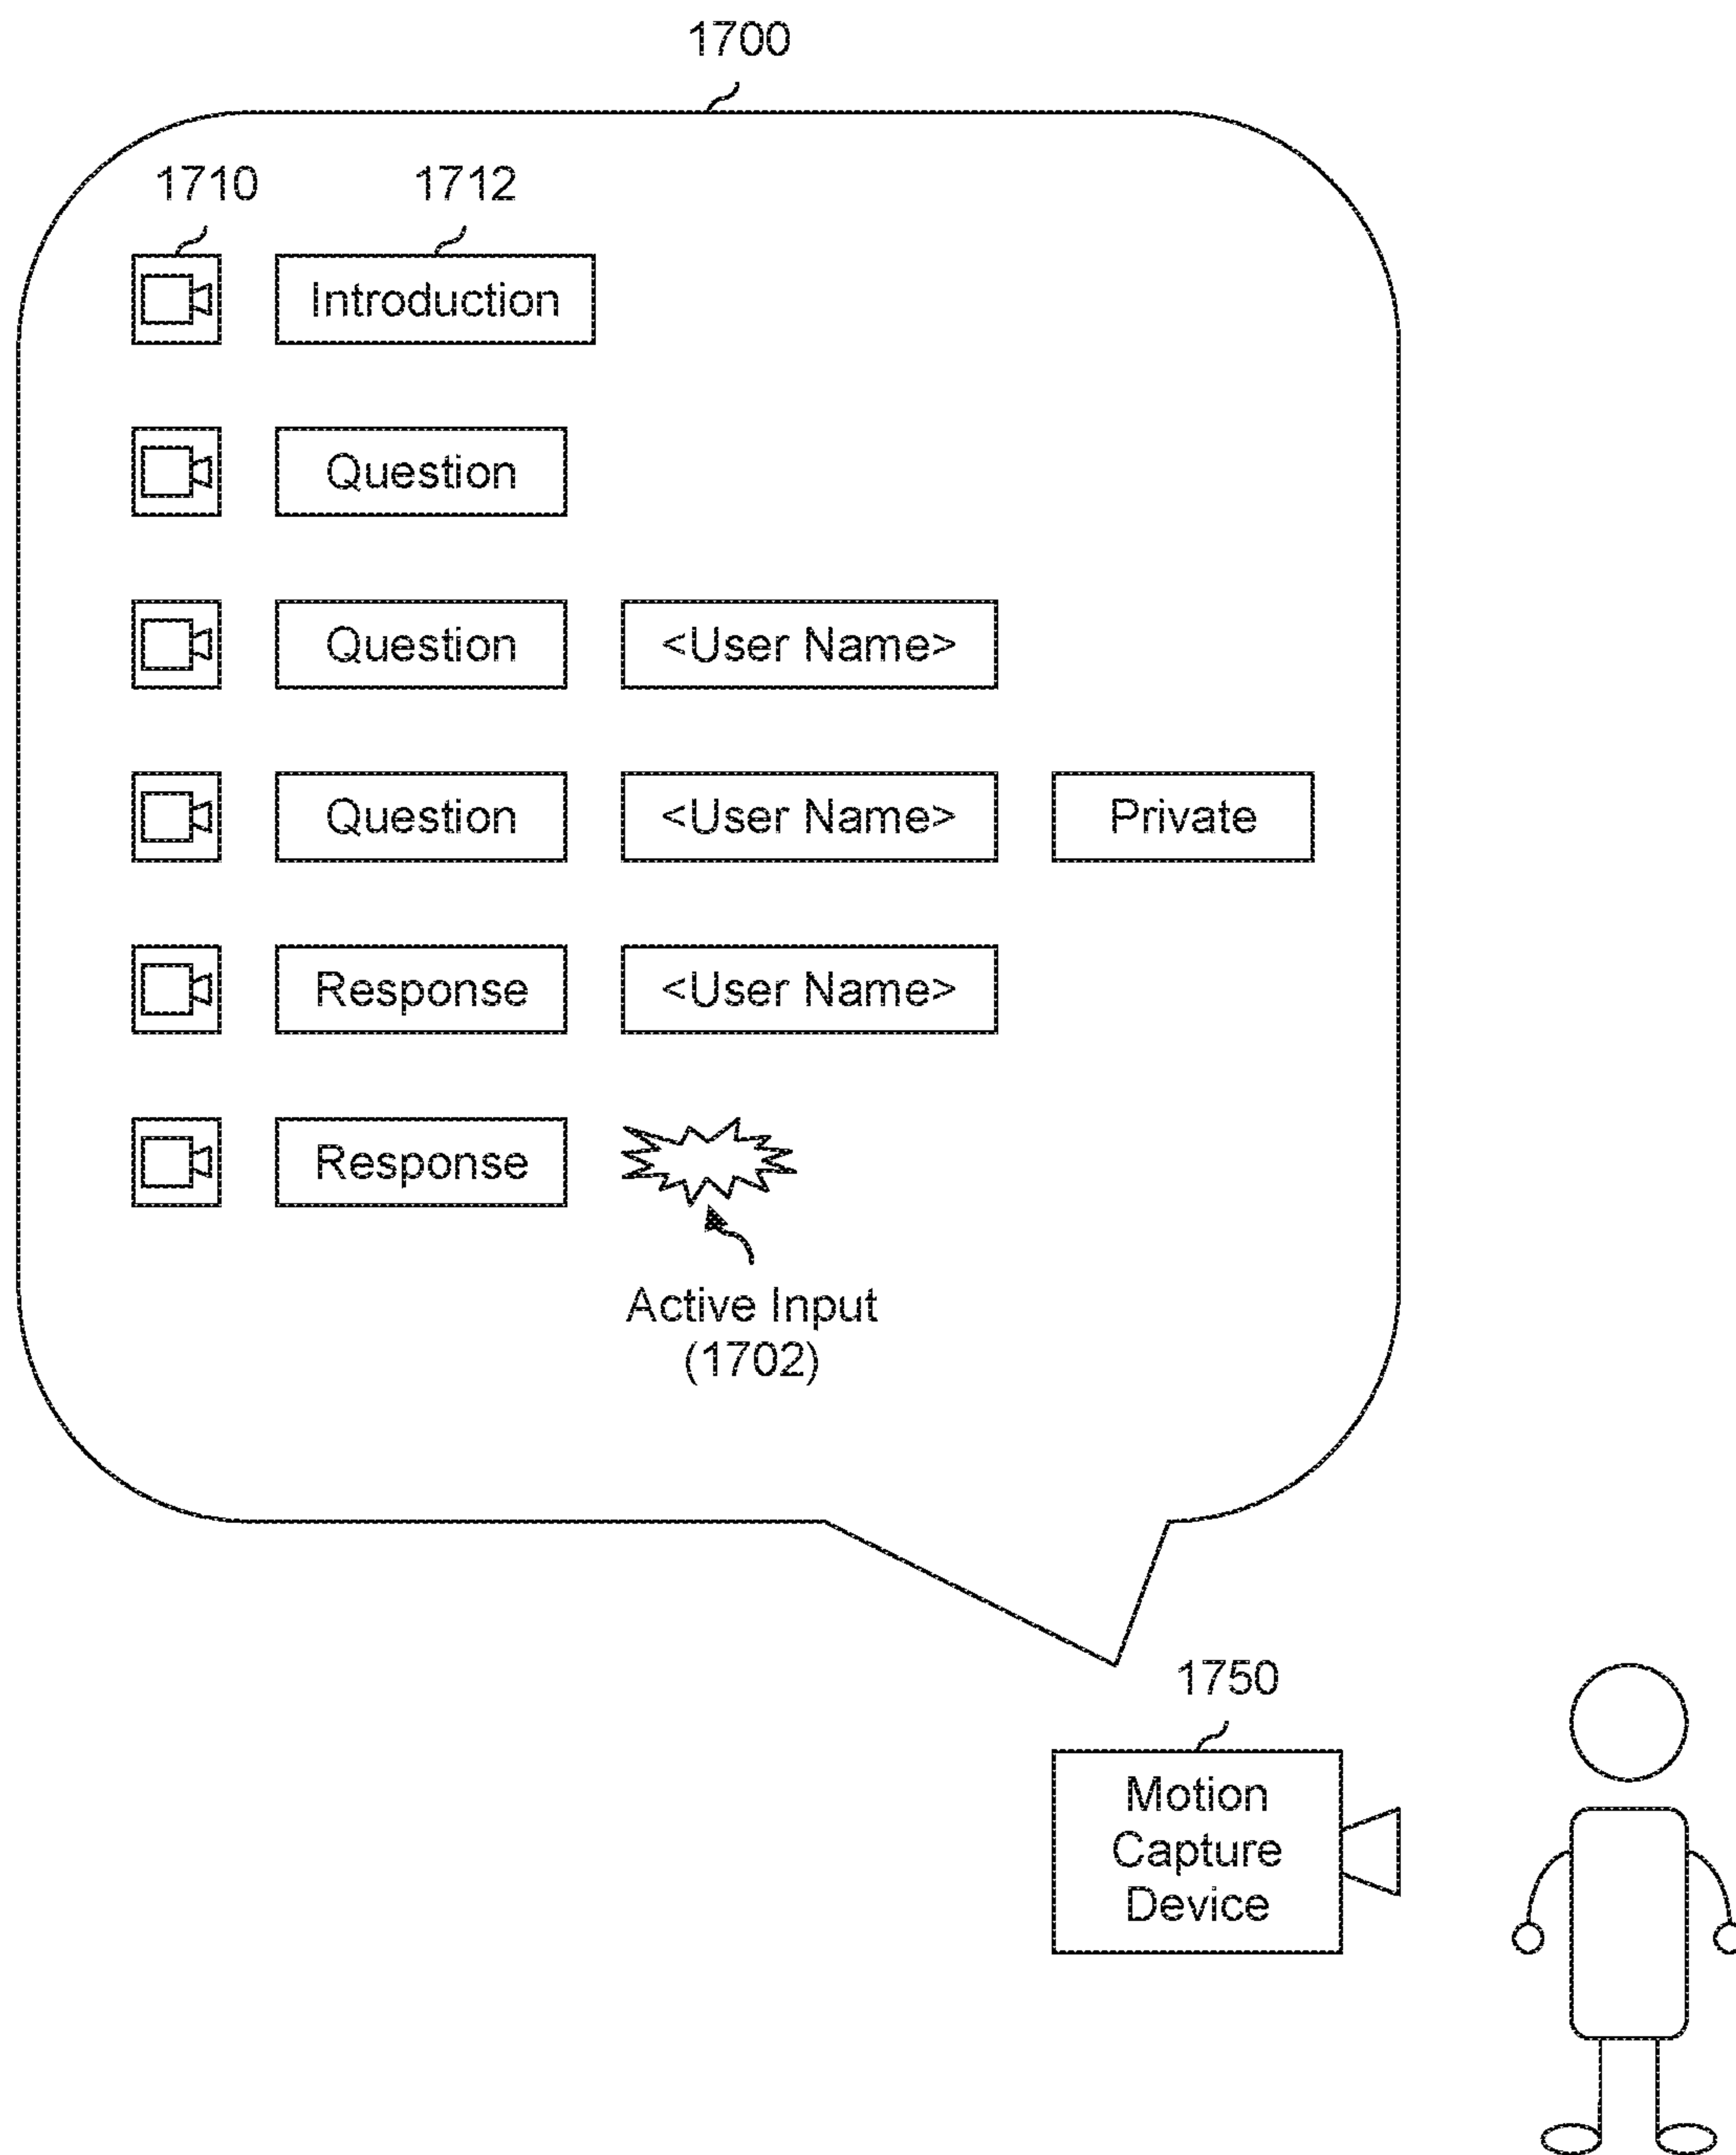 1700
1710 1712
Introduction
Question
Question <User Name>
Question <User Name> Private
Response <User Name>
Response
Active Input
(1702)
1750
Motion
Capture
Device